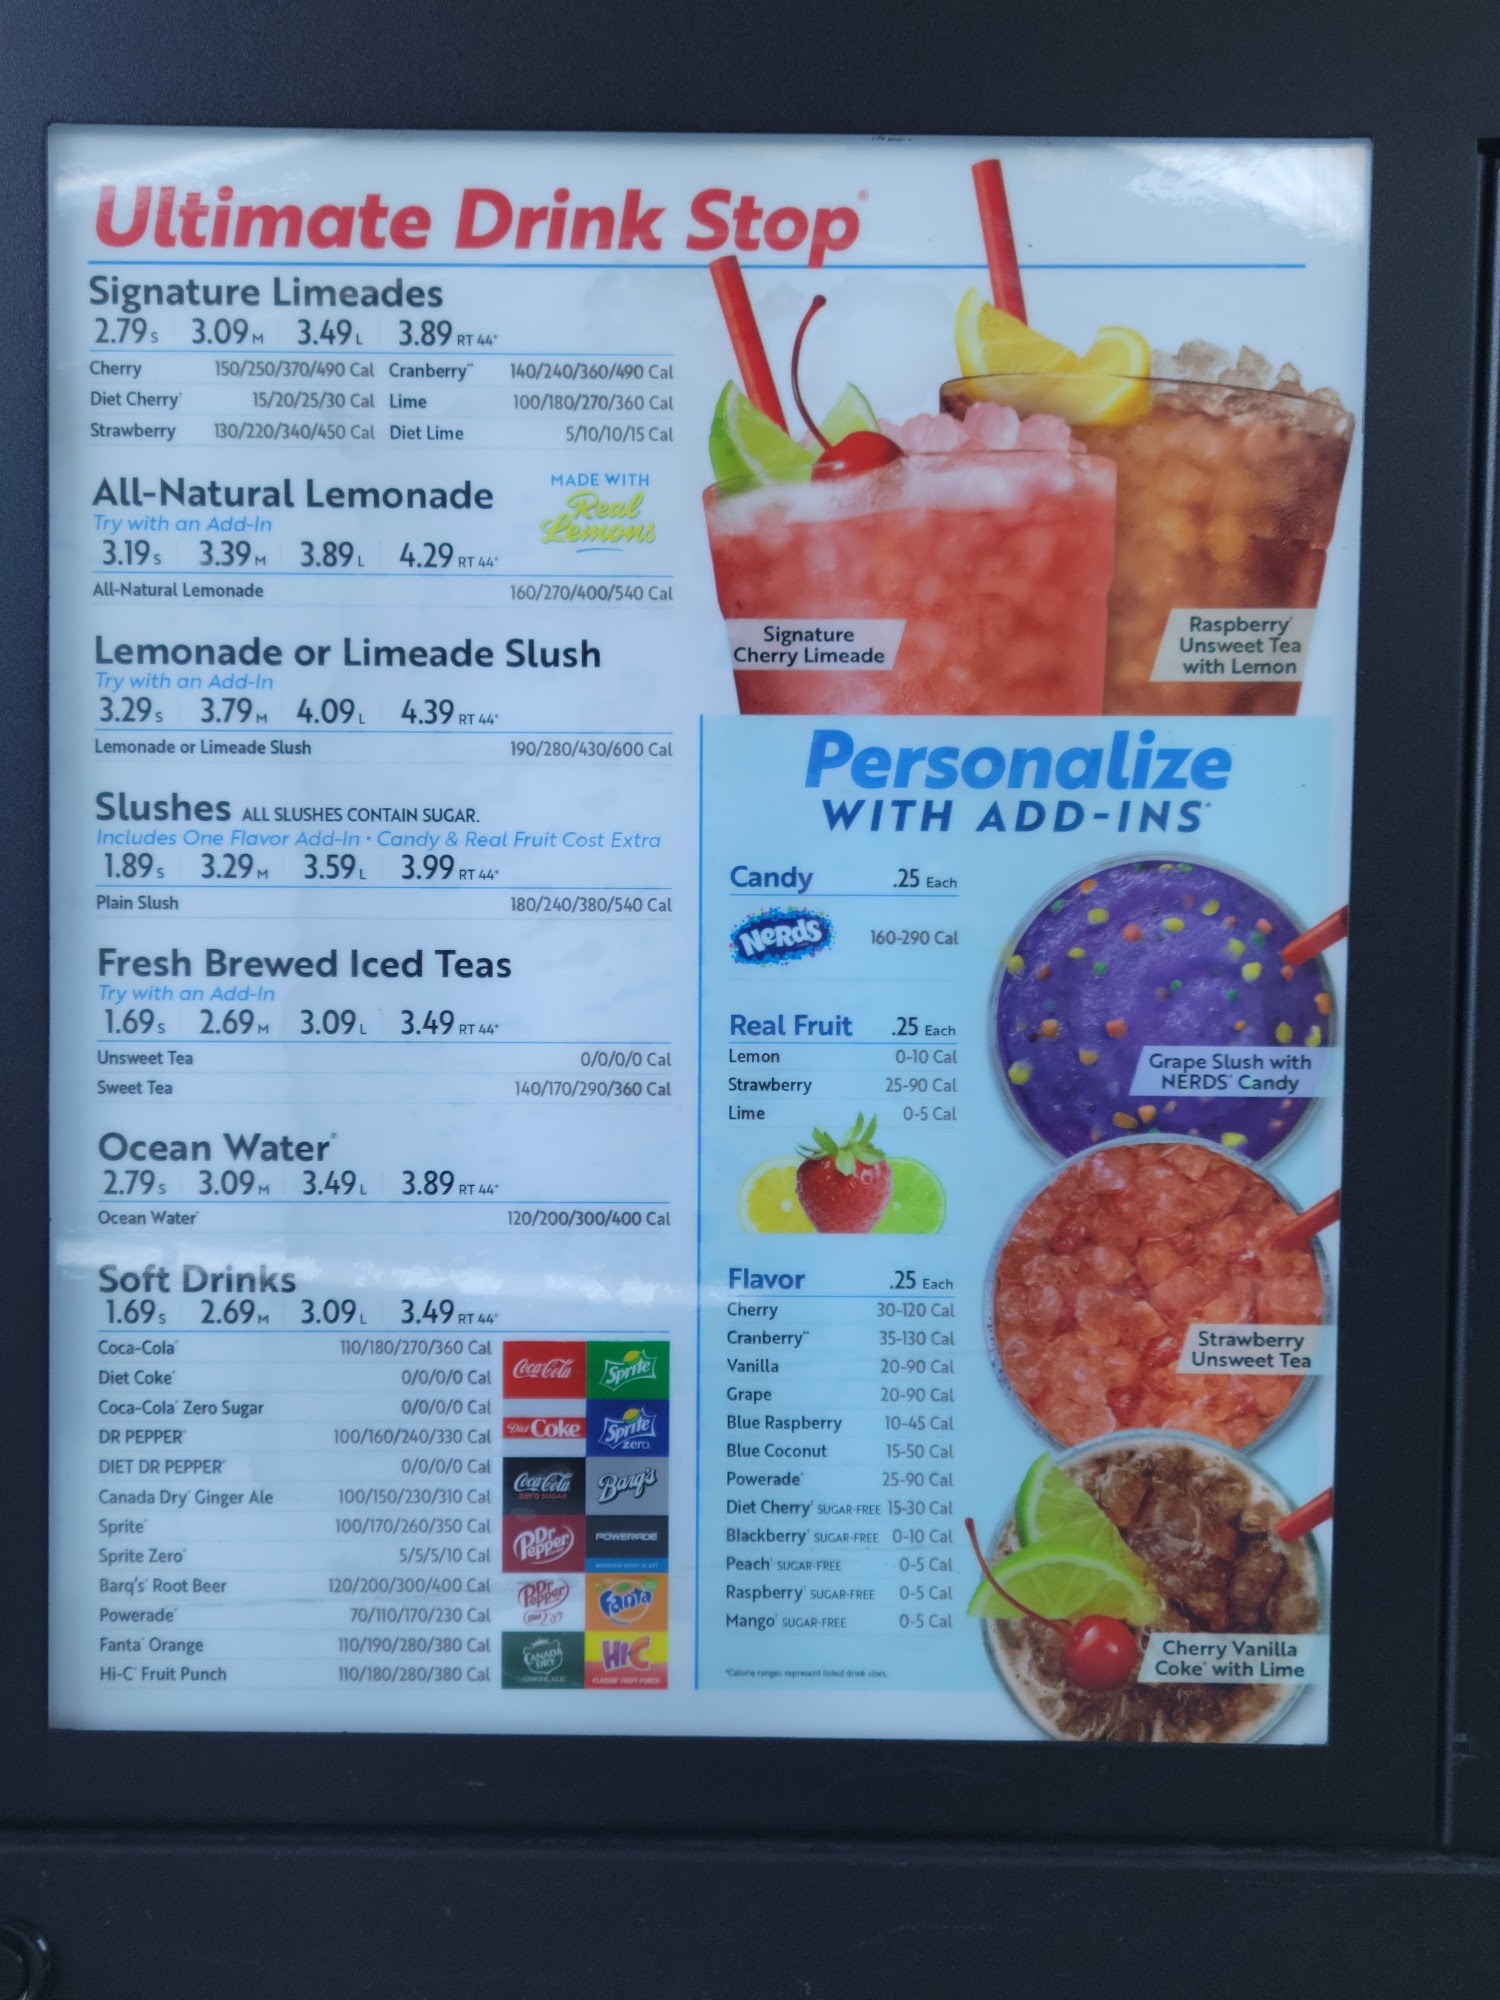 Ultimate Drink Stop®
Signature Limeades
2.79 S 3.09 M 3.49 L 3.89 RT 44®
Cherry 150/250/370/490 Cal Cranberry™ 140/240/360/490 Cal
Diet Cherry† 15/20/25/30 Cal Lime 100/180/270/360 Cal
Strawberry 130/220/340/450 Cal Diet Lime 5/10/10/15 Cal
All-Natural Lemonade
Try with an Add-In
3.19 S 3.39 M 3.89 L 4.29 RT 44®
MADE WITH
Real
Lemons
All-Natural Lemonade 160/270/400/540 Cal
Lemonade or Limeade Slush
Try with an Add-In
3.29 S 3.79 M 4.09 L 4.39 RT 44®
Lemonade or Limeade Slush 190/280/430/600 Cal
Slushes ALL SLUSHES CONTAIN SUGAR.
Includes One Flavor Add-In • Candy & Real Fruit Cost Extra
1.89 S 3.29 M 3.59 L 3.99 RT 44®
Plain Slush 180/240/380/540 Cal
Fresh Brewed Iced Teas
Try with an Add-In
1.69 S 2.69 M 3.09 L 3.49 RT 44®
Unsweet Tea 0/0/0/0 Cal
Sweet Tea 140/170/290/360 Cal
Ocean Water®
2.79 S 3.09 M 3.49 L 3.89 RT 44®
Ocean Water® 120/200/300/400 Cal
Soft Drinks
1.69 S 2.69 M 3.09 L 3.49 RT 44®
Coca-Cola® 110/180/270/360 Cal
Diet Coke® 0/0/0/0 Cal
Coca-Cola® Zero Sugar 0/0/0/0 Cal
DR PEPPER® 100/160/240/330 Cal
DIET DR PEPPER® 0/0/0/0 Cal
Canada Dry® Ginger Ale 100/150/230/310 Cal
Sprite® 100/170/260/350 Cal
Sprite Zero® 5/5/5/10 Cal
Barq's® Root Beer 120/200/300/400 Cal
Powerade® 70/110/170/230 Cal
Fanta® Orange 110/190/280/380 Cal
Hi-C® Fruit Punch 110/180/280/380 Cal
Coca-Cola Sprite
Diet Coke Sprite zero
Coca-Cola ZERO SUGAR Barq's
Dr Pepper POWERADE
Dr Pepper Diet Fanta
CANADA DRY GINGER ALE Hi-C FLASHIN' FRUIT PUNCH
Signature
Cherry Limeade
Raspberry†
Unsweet Tea
with Lemon
Personalize
WITH ADD-INS*
Candy .25 Each
NERDS 160-290 Cal
Real Fruit .25 Each
Lemon 0-10 Cal
Strawberry 25-90 Cal
Lime 0-5 Cal
Flavor .25 Each
Cherry 30-120 Cal
Cranberry™ 35-130 Cal
Vanilla 20-90 Cal
Grape 20-90 Cal
Blue Raspberry 10-45 Cal
Blue Coconut 15-50 Cal
Powerade® 25-90 Cal
Diet Cherry† SUGAR-FREE 15-30 Cal
Blackberry† SUGAR-FREE 0-10 Cal
Peach† SUGAR-FREE 0-5 Cal
Raspberry† SUGAR-FREE 0-5 Cal
Mango† SUGAR-FREE 0-5 Cal
*Calorie ranges represent listed drink sizes.
Grape Slush with
NERDS® Candy
Strawberry
Unsweet Tea
Cherry Vanilla
Coke® with Lime